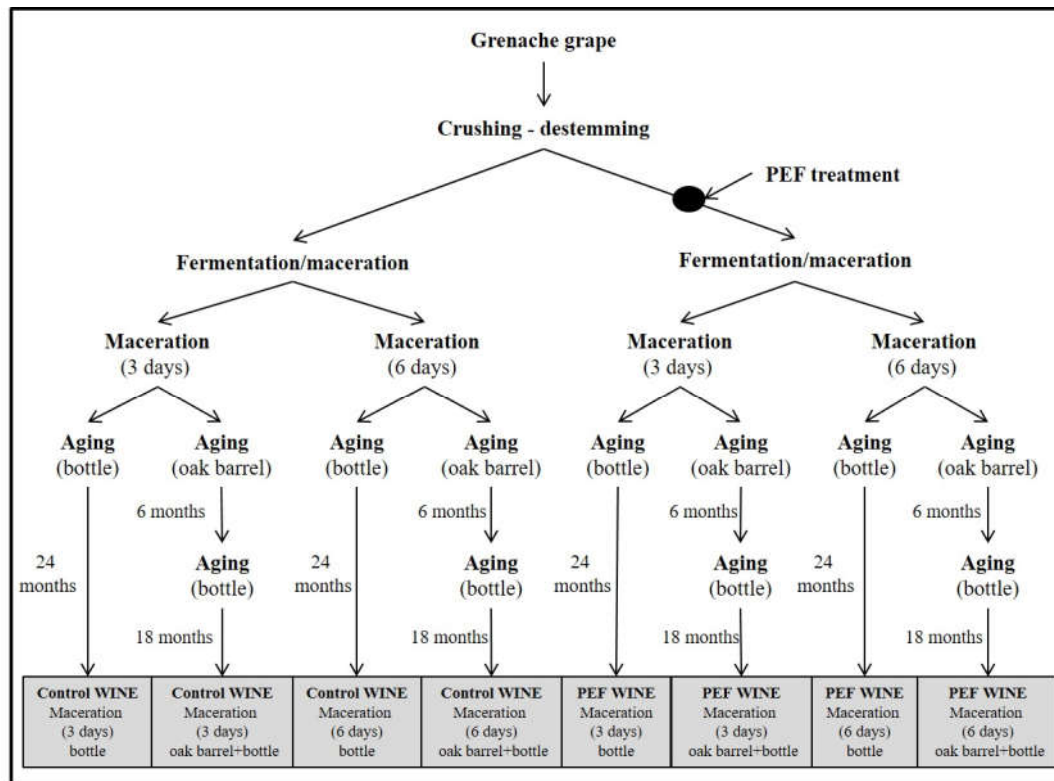 Grenache grape
Crushing - destemming
PEF treatment
Fermentation/maceration
Fermentation/maceration
Maceration
(3 days)
Maceration
(6 days)
Maceration
(3 days)
Maceration
(6 days)
Aging
(bottle)
Aging
(oak barrel)
Aging
(bottle)
Aging
(oak barrel)
Aging
(bottle)
Aging
(oak barrel)
Aging
(bottle)
Aging
(oak barrel)
6 months
6 months
6 months
6 months
24
months
Aging
(bottle)
24
months
Aging
(bottle)
24
months
Aging
(bottle)
24
months
Aging
(bottle)
18 months
18 months
18 months
18 months
Control WINE
Maceration
(3 days)
bottle
Control WINE
Maceration
(3 days)
oak barrel+bottle
Control WINE
Maceration
(6 days)
bottle
Control WINE
Maceration
(6 days)
oak barrel+bottle
PEF WINE
Maceration
(3 days)
bottle
PEF WINE
Maceration
(3 days)
oak barrel+bottle
PEF WINE
Maceration
(6 days)
bottle
PEF WINE
Maceration
(6 days)
oak barrel+bottle